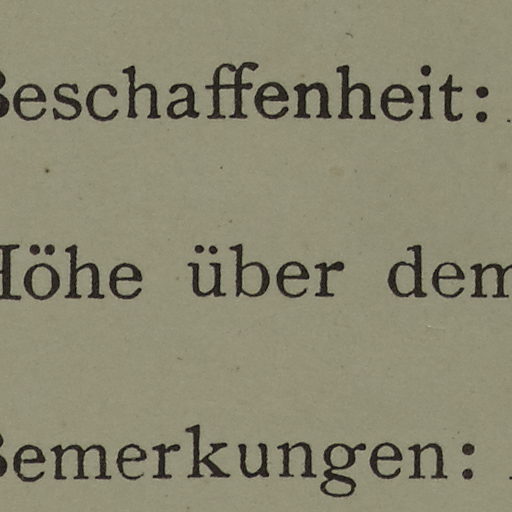 Beschaffenheit:
Höhe über dem
Bemerkungen: